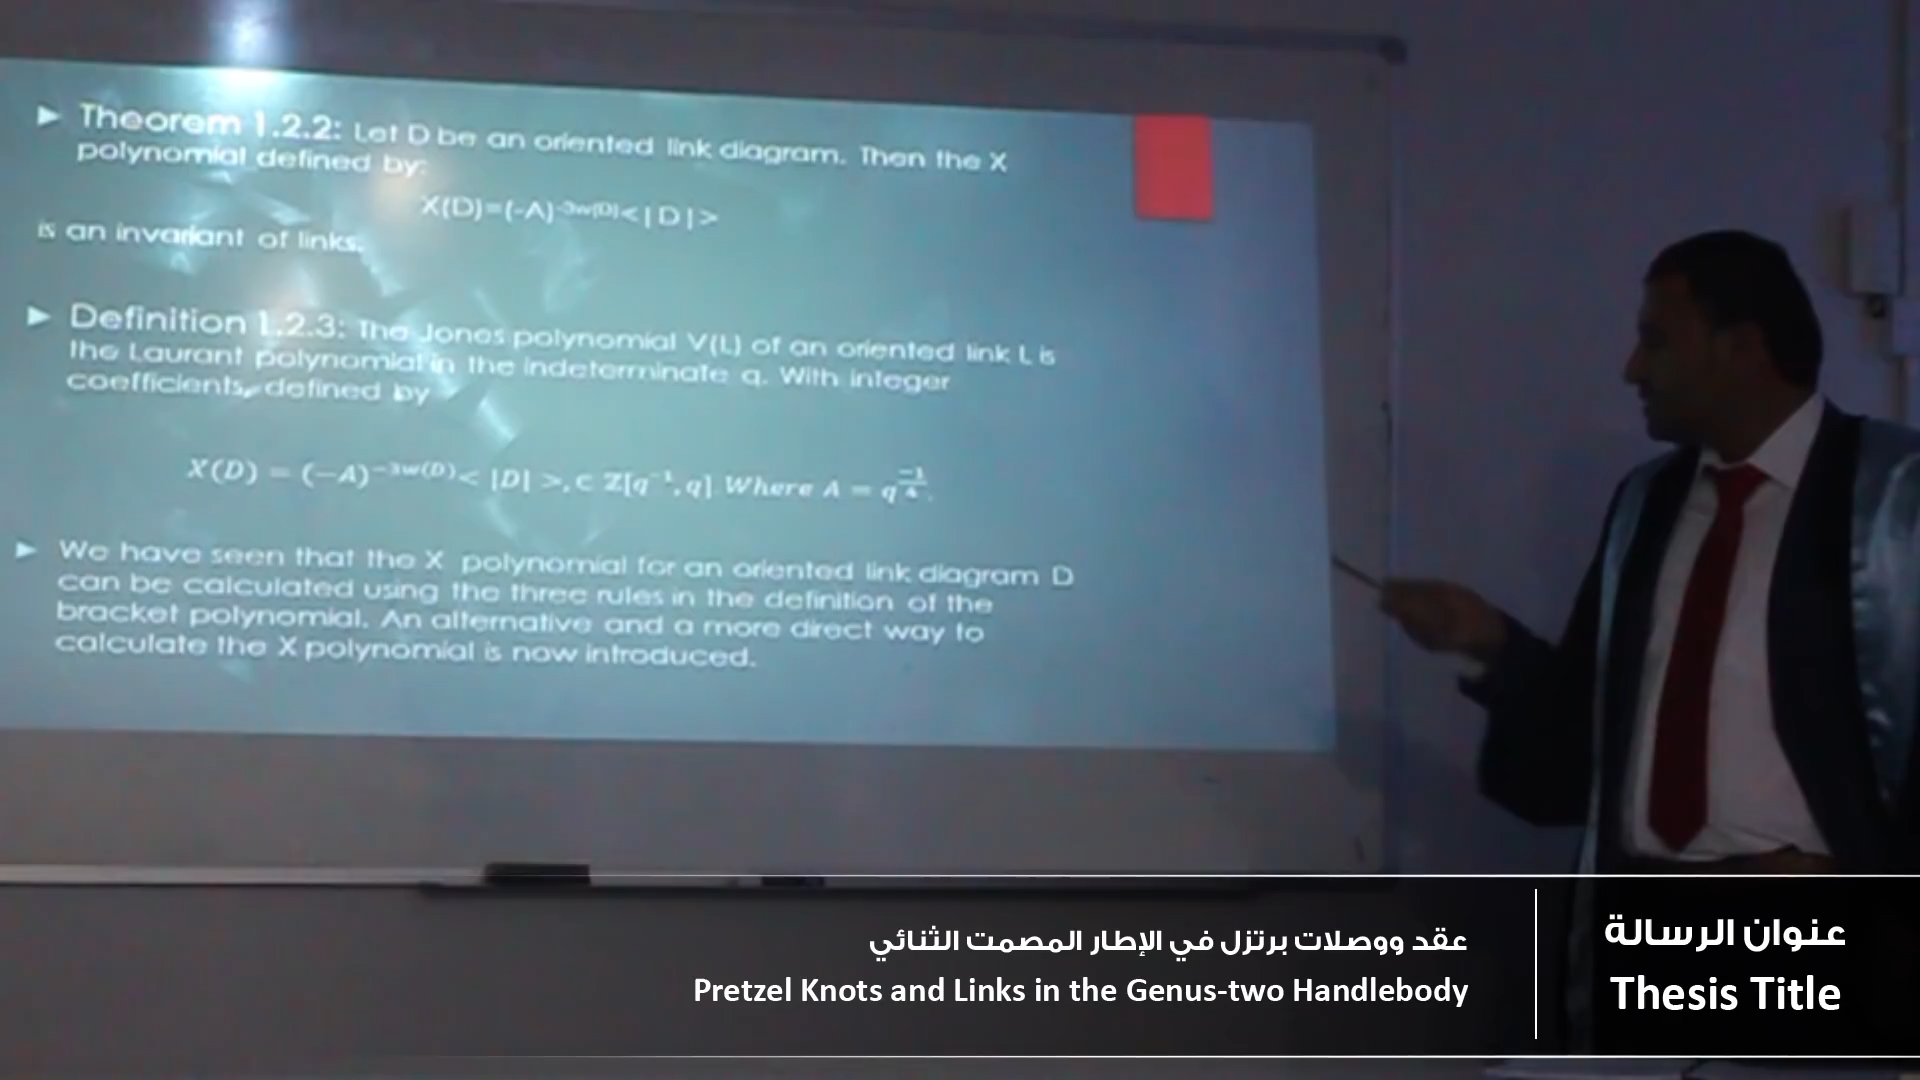 Theorem 1.2.2: Let D be an oriented link diagram. Then the X
polynomial defined by:
X(D)=(-A)-3w(D)<|D|>
is an invariant of links.
Definition 1.2.3: The Jones polynomial V(L) of an oriented link L is
the Laurant polynomial in the indeterminate q. With integer
coefficients, defined by
X(D) = (−A)^{−3w(D)} < |D| >, ∈ ℤ[q⁻¹, q] Where A = q^{−1/4}.
We have seen that the X polynomial for an oriented link diagram D
can be calculated using the three rules in the definition of the
bracket polynomial. An alternative and a more direct way to
calculate the X polynomial is now introduced.
عنوان الرسالة
Thesis Title
عقد ووصلات برتزل في الإطار المصمت الثنائي
Pretzel Knots and Links in the Genus-two Handlebody